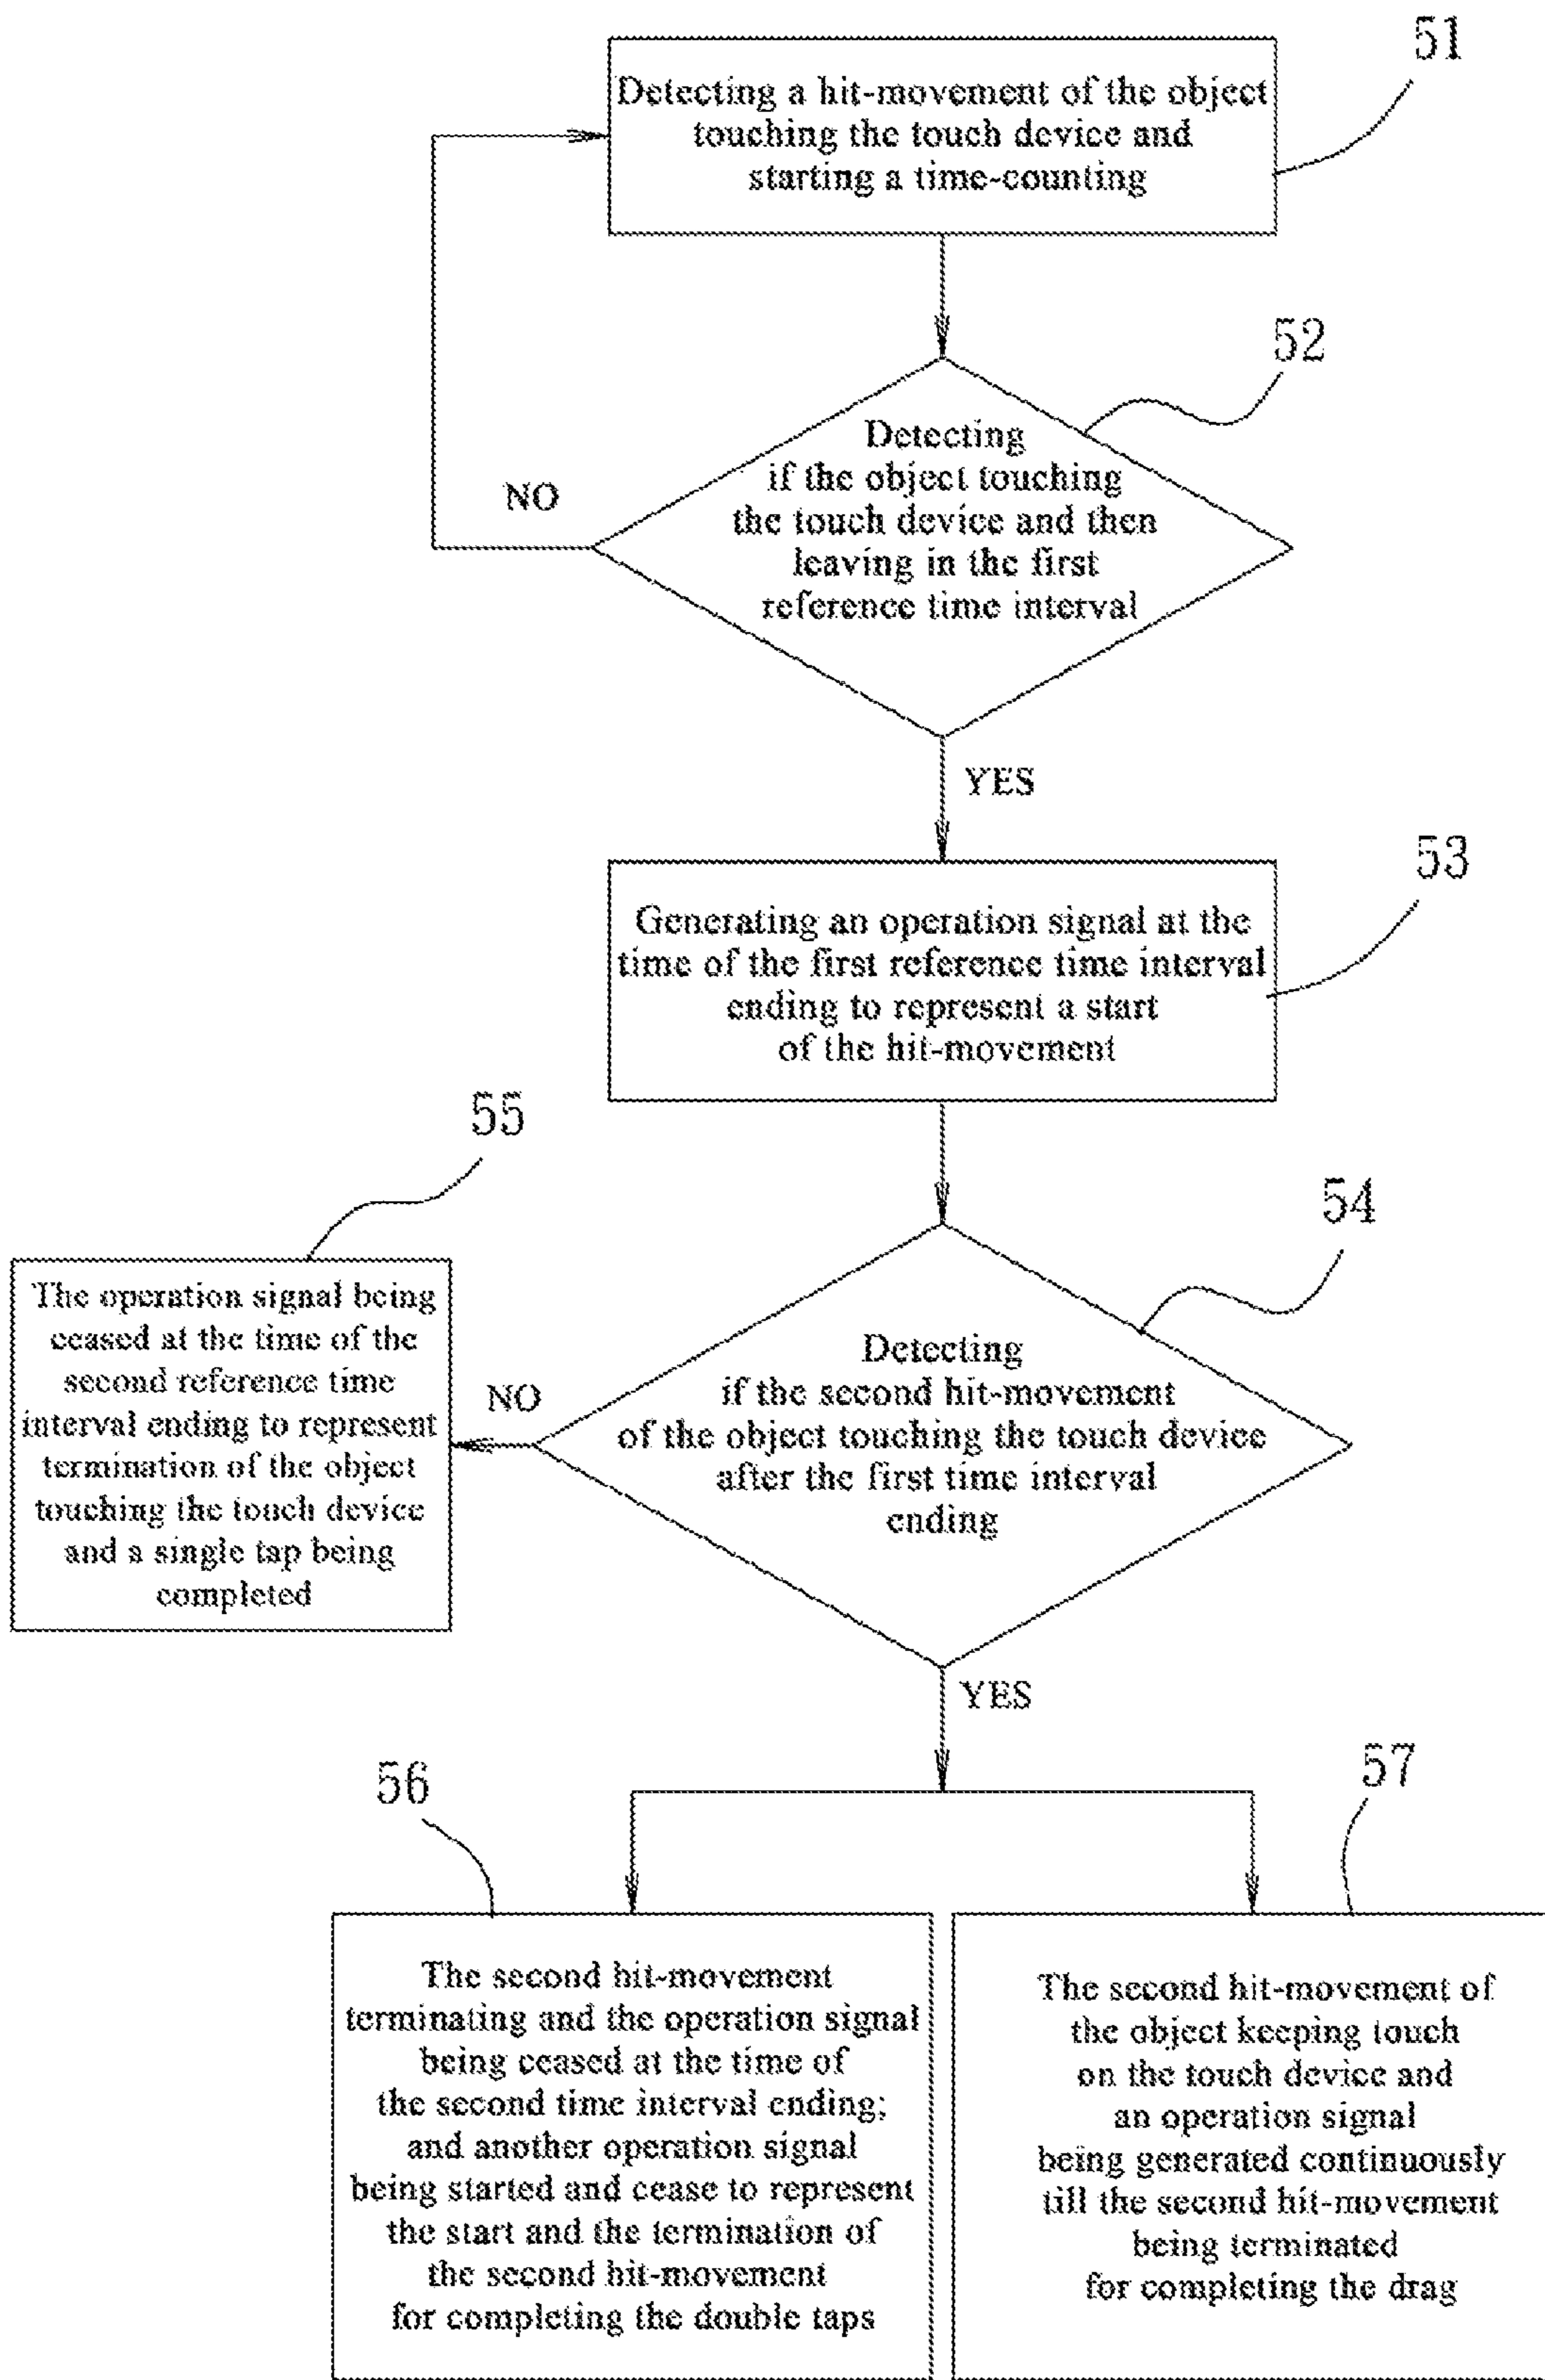 51
Detecting a hit-movement of the object
touching the touch device and
starting a time-counting
52
Detecting
if the object touching
the touch device and then
leaving in the first
reference time interval
NO
YES
53
Generating an operation signal at the
time of the first reference time interval
ending to represent a start
of the hit-movement
55
54
The operation signal being
ceased at the time of the
second reference time
interval ending to represent
termination of the object
touching the touch device
and a single tap being
completed
NO
Detecting
if the second hit-movement
of the object touching the touch device
after the first time interval
ending
YES
56
57
The second hit-movement
terminating and the operation signal
being ceased at the time of
the second time interval ending;
and another operation signal
being started and cease to represent
the start and the termination of
the second hit-movement
for completing the double taps
The second hit-movement of
the object keeping touch
on the touch device and
an operation signal
being generated continuously
till the second hit-movement
being terminated
for completing the drag